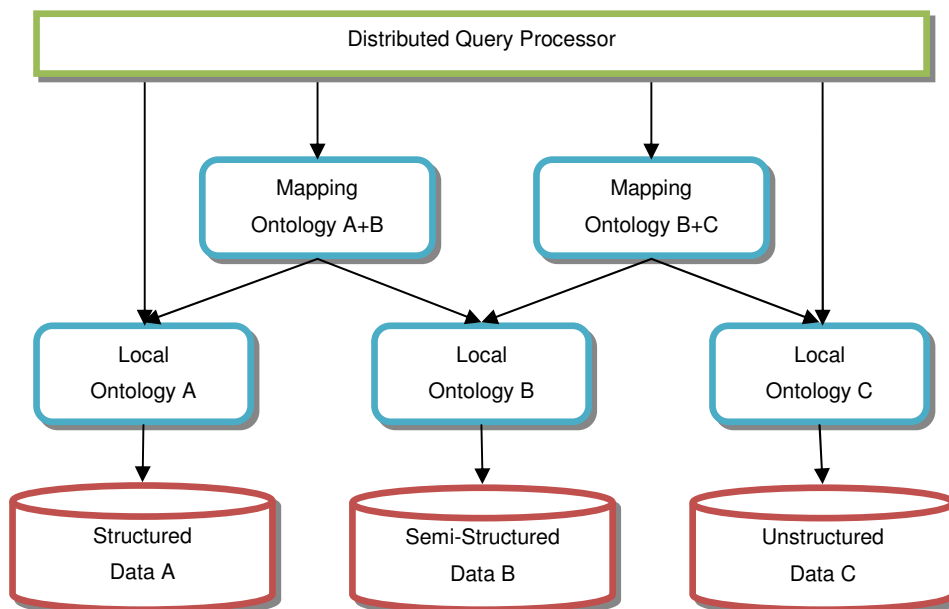 Distributed Query Processor
Mapping
Ontology A+B
Mapping
Ontology B+C
Local
Ontology A
Local
Ontology B
Local
Ontology C
Structured
Data A
Semi-Structured
Data B
Unstructured
Data C